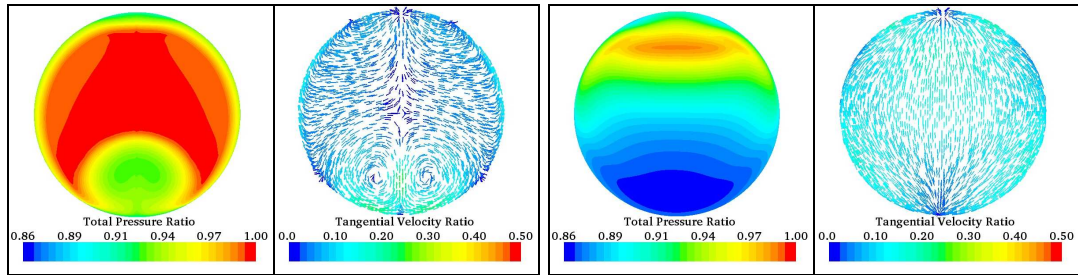 Total Pressure Ratio
0.86 0.89 0.91 0.94 0.97 1.00
Tangential Velocity Ratio
0.0 0.10 0.20 0.30 0.40 0.50
Total Pressure Ratio
0.86 0.89 0.91 0.94 0.97 1.00
Tangential Velocity Ratio
0.0 0.10 0.20 0.30 0.40 0.50